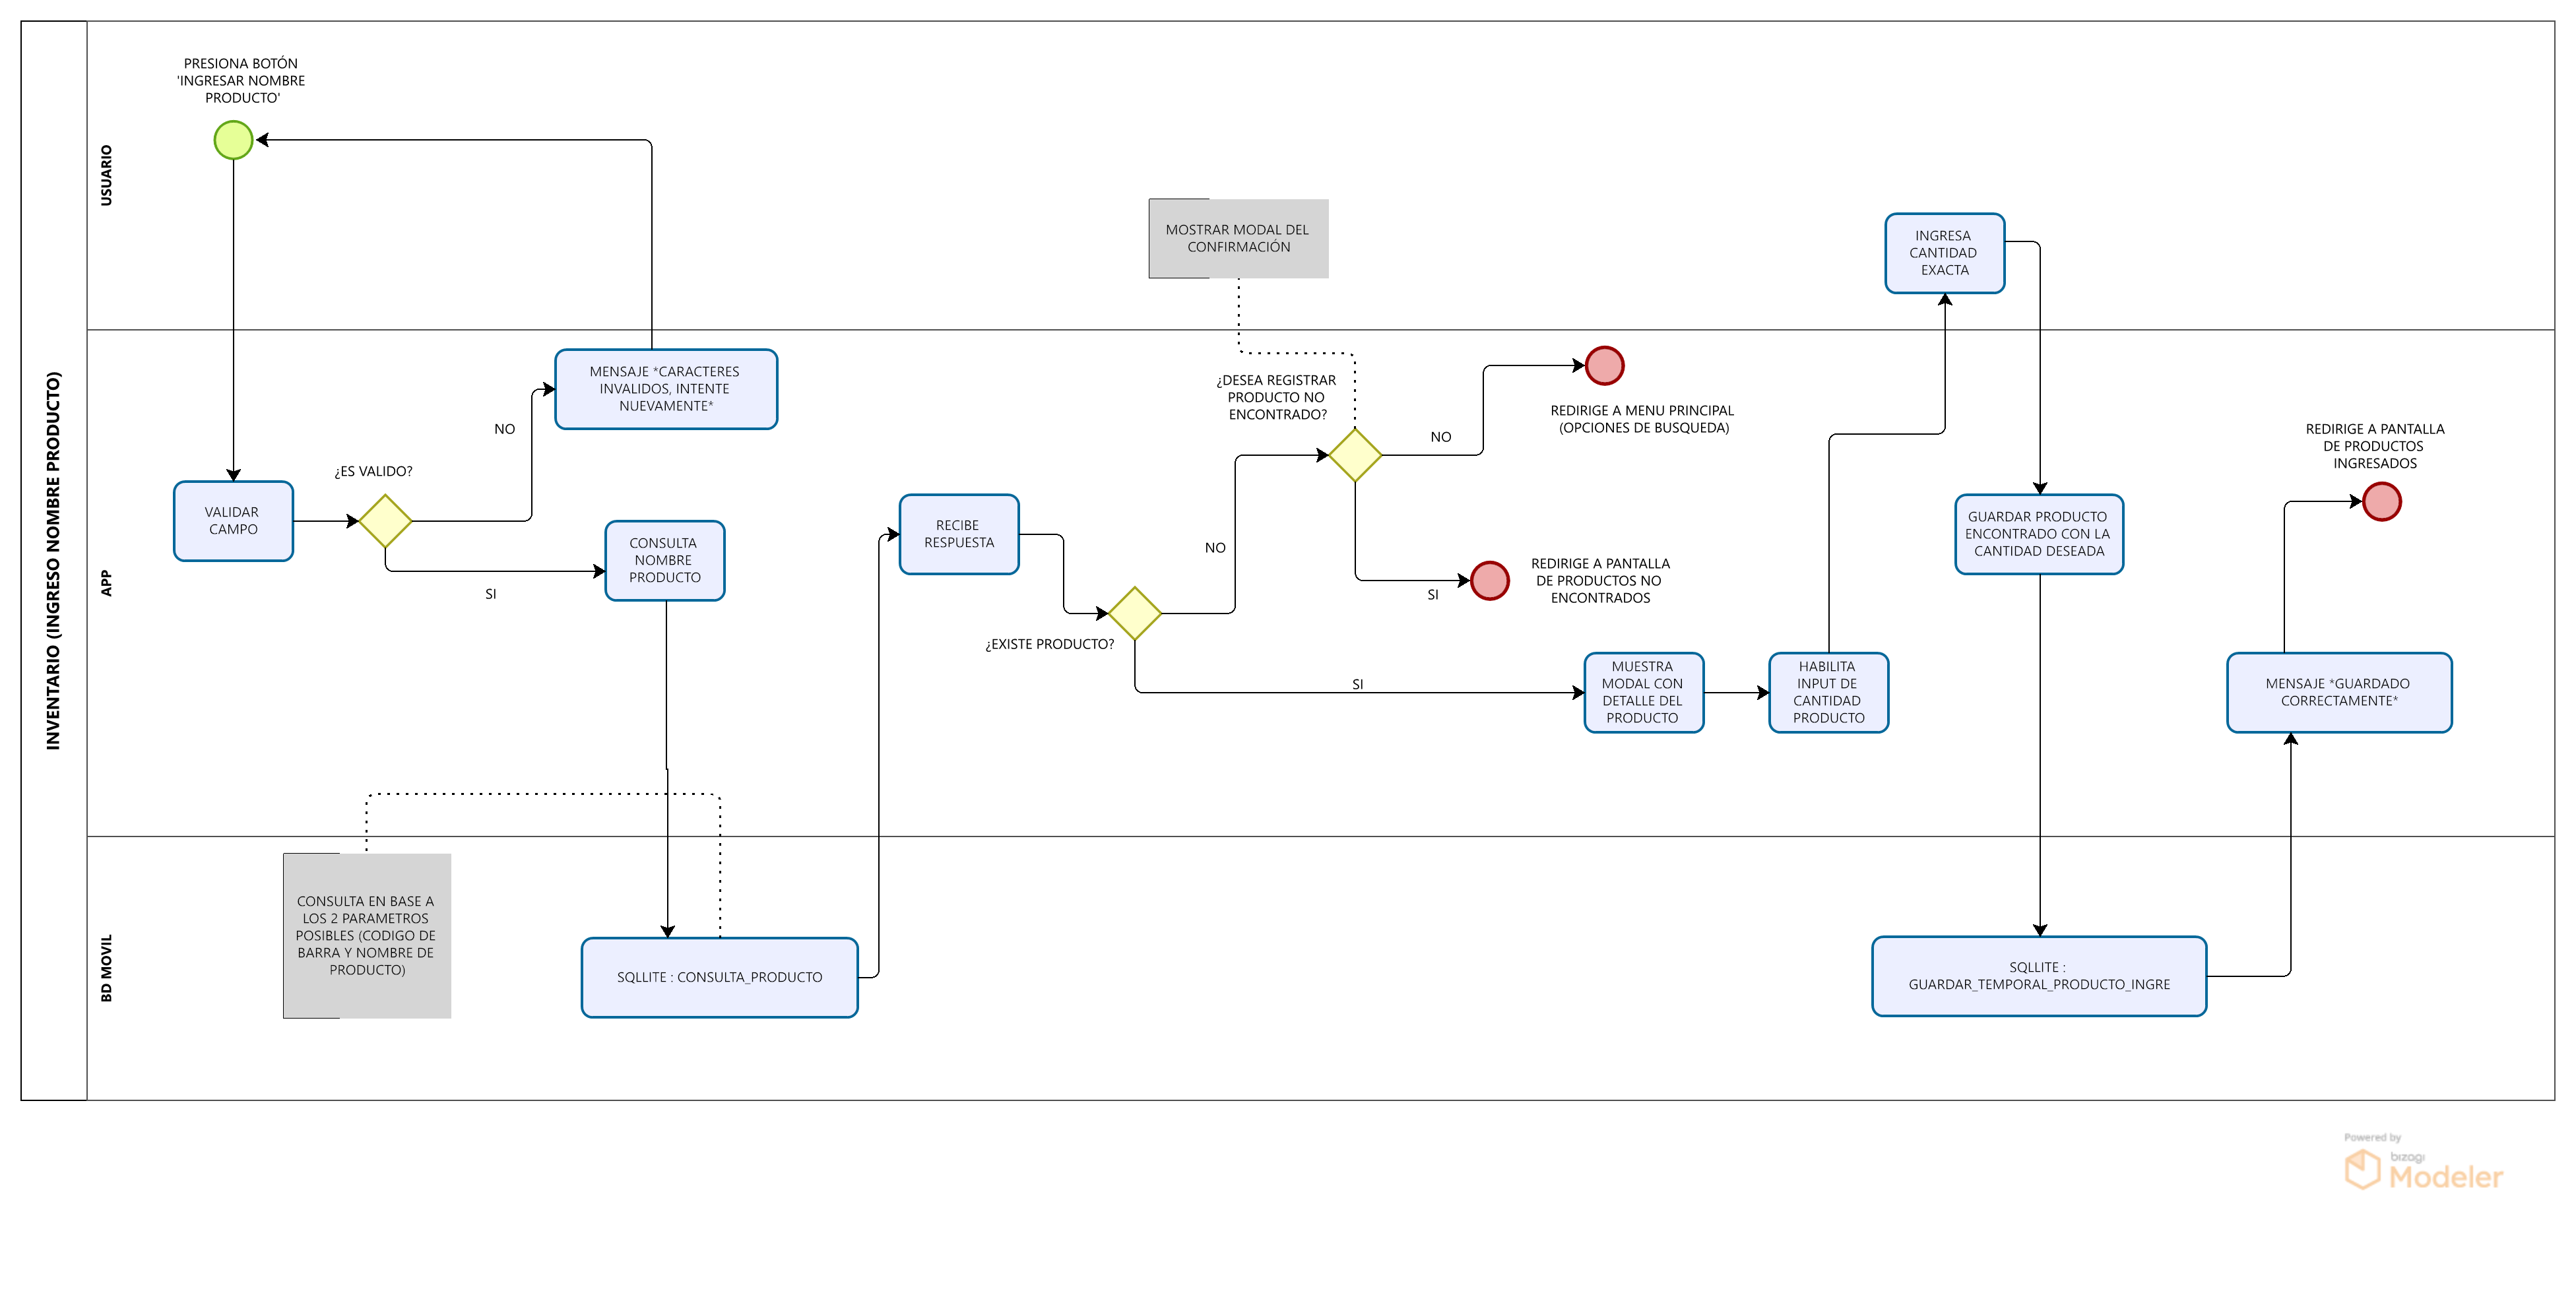 INVENTARIO (INGRESO NOMBRE PRODUCTO)
USUARIO
PRESIONA BOTÓN
'INGRESAR NOMBRE
PRODUCTO'
MOSTRAR MODAL DEL
CONFIRMACIÓN
INGRESA
CANTIDAD
EXACTA
APP
VALIDAR
CAMPO
¿ES VALIDO?
NO
MENSAJE *CARACTERES
INVALIDOS, INTENTE
NUEVAMENTE*
SI
CONSULTA
NOMBRE
PRODUCTO
RECIBE
RESPUESTA
¿EXISTE PRODUCTO?
NO
¿DESEA REGISTRAR
PRODUCTO NO
ENCONTRADO?
NO
REDIRIGE A MENU PRINCIPAL
(OPCIONES DE BUSQUEDA)
SI
REDIRIGE A PANTALLA
DE PRODUCTOS NO
ENCONTRADOS
SI
MUESTRA
MODAL CON
DETALLE DEL
PRODUCTO
HABILITA
INPUT DE
CANTIDAD
PRODUCTO
GUARDAR PRODUCTO
ENCONTRADO CON LA
CANTIDAD DESEADA
MENSAJE *GUARDADO
CORRECTAMENTE*
REDIRIGE A PANTALLA
DE PRODUCTOS
INGRESADOS
BD MOVIL
CONSULTA EN BASE A
LOS 2 PARAMETROS
POSIBLES (CODIGO DE
BARRA Y NOMBRE DE
PRODUCTO)
SQLLITE : CONSULTA_PRODUCTO
SQLLITE :
GUARDAR_TEMPORAL_PRODUCTO_INGRE
Powered by
bizagi
Modeler